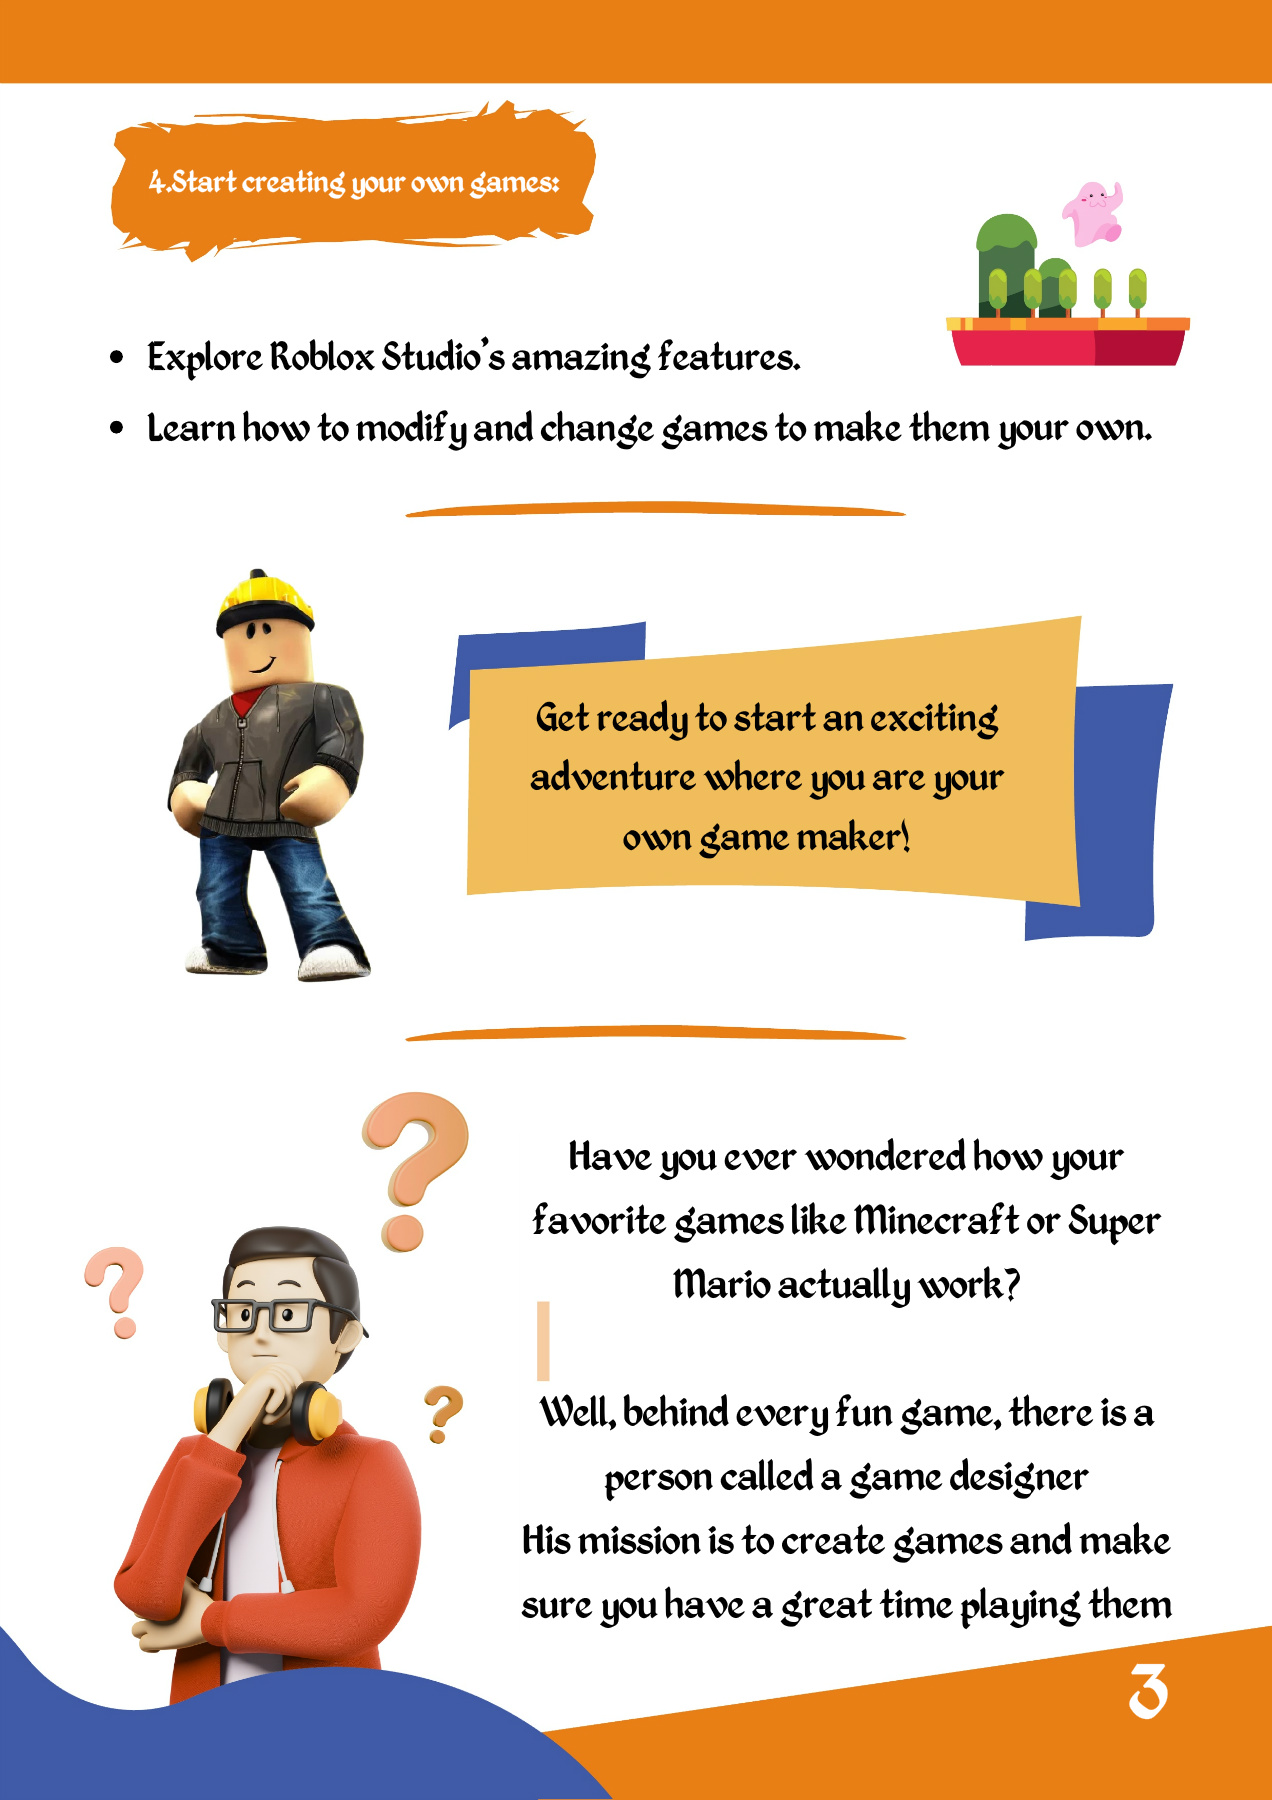 4.Start creating your own games:
• Explore Roblox Studio's amazing features.
• Learn how to modify and change games to make them your own.
Get ready to start an exciting
adventure where you are your
own game maker!
Have you ever wondered how your
favorite games like Minecraft or Super
Mario actually work?
Well, behind every fun game, there is a
person called a game designer
His mission is to create games and make
sure you have a great time playing them
3